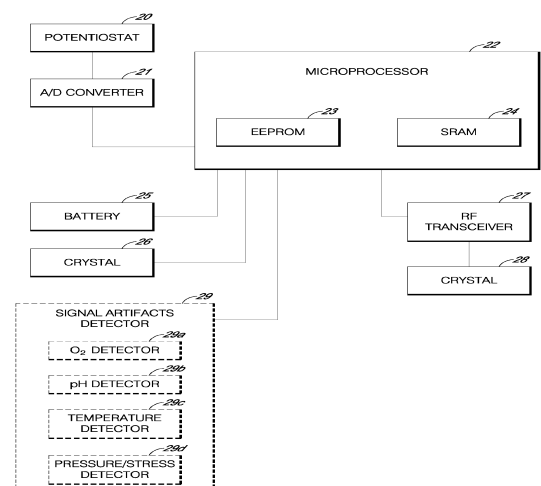 20
POTENTIOSTAT
22
MICROPROCESSOR
21
A/D CONVERTER
23
EEPROM
24
SRAM
25
BATTERY
27
RF
TRANSCEIVER
26
CRYSTAL
28
CRYSTAL
29
SIGNAL ARTIFACTS
DETECTOR
29a
O₂ DETECTOR
29b
pH DETECTOR
29c
TEMPERATURE
DETECTOR
29d
PRESSURE/STRESS
DETECTOR